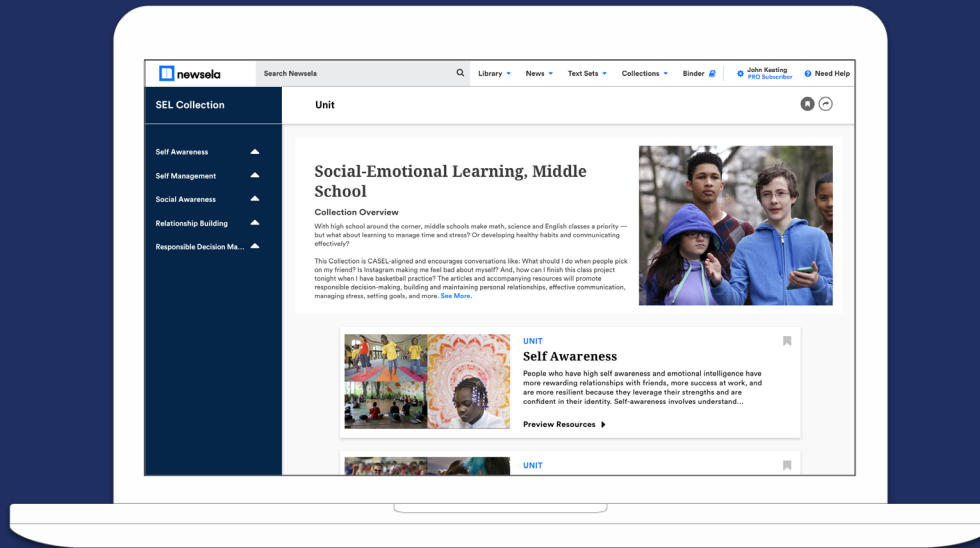 newsela
Search Newsela
Library
News
Text Sets
Collections
Binder
John Keating
PRO Subscriber
Need Help
SEL Collection
Unit
Self Awareness
Self Management
Social Awareness
Relationship Building
Responsible Decision Ma...
Social-Emotional Learning, Middle
School
Collection Overview
With high school around the corner, middle schools make math, science and English classes a priority —
but what about learning to manage time and stress? Or developing healthy habits and communicating
effectively?
This Collection is CASEL-aligned and encourages conversations like: What should I do when people pick
on my friend? Is Instagram making me feel bad about myself? And, how can I finish this class project
tonight when I have basketball practice? The articles and accompanying resources will promote
responsible decision-making, building and maintaining personal relationships, effective communication,
managing stress, setting goals, and more. See More.
UNIT
Self Awareness
People who have high self awareness and emotional intelligence have
more rewarding relationships with friends, more success at work, and
are more resilient because they leverage their strengths and are
confident in their identity. Self-awareness involves understand...
Preview Resources
UNIT